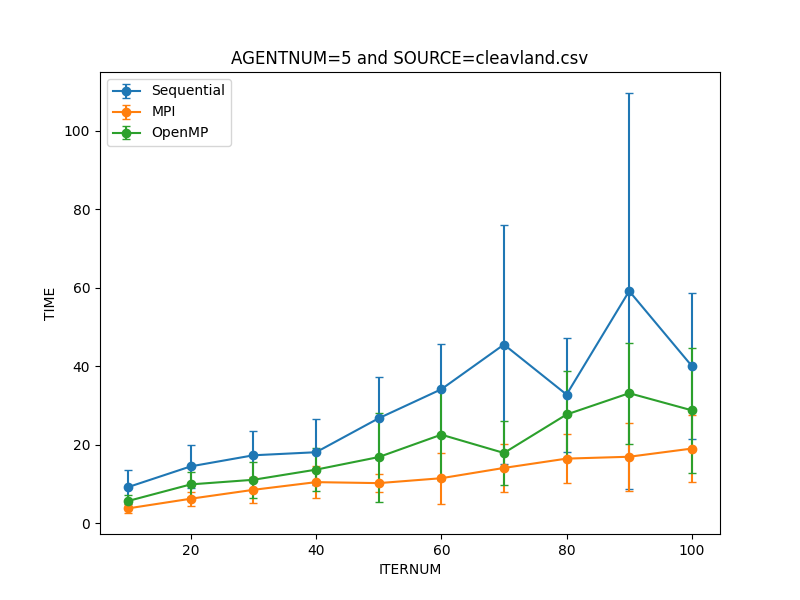 AGENTNUM=5 and SOURCE=cleavland.csv
Sequential
MPI
OpenMP
TIME
100
80
60
40
20
0
20 40 60 80 100
ITERNUM